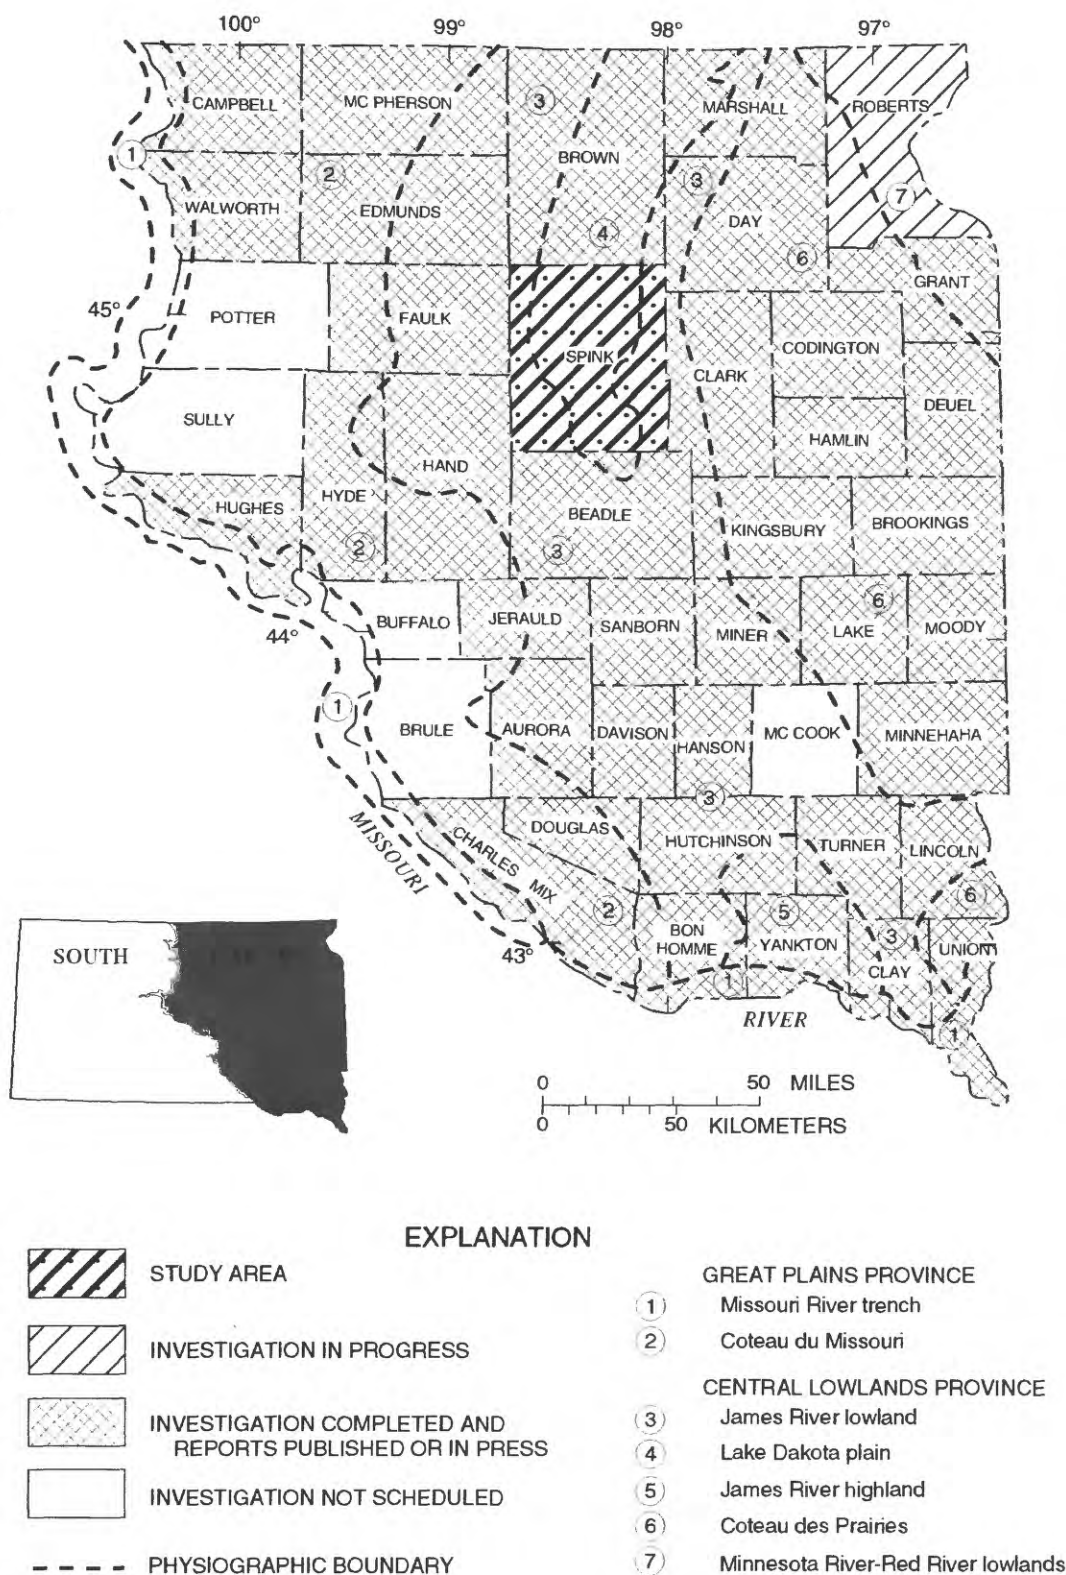 100° 99° 98° 97°
CAMPBELL MC PHERSON 3 MARSHALL ROBERTS
1 2 BROWN 3 7
WALWORTH EDMUNDS 4 DAY 6
45° POTTER FAULK SPINK GRANT
CODINGTON
CLARK
SULLY HAND HAMLIN DEUEL
HUGHES HYDE BEADLE KINGSBURY BROOKINGS
2 3
44° BUFFALO JERAULD SANBORN MINER LAKE 6 MOODY
1 BRULE AURORA DAVISON HANSON MC COOK MINNEHAHA
3
MISSOURI CHARLES MIX DOUGLAS HUTCHINSON TURNER LINCOLN
2 5 6
43° BON HOMME YANKTON 3 CLAY UNION
1
RIVER 1
SOUTH
0 50 MILES
0 50 KILOMETERS
EXPLANATION
STUDY AREA
INVESTIGATION IN PROGRESS
INVESTIGATION COMPLETED AND
REPORTS PUBLISHED OR IN PRESS
INVESTIGATION NOT SCHEDULED
PHYSIOGRAPHIC BOUNDARY
GREAT PLAINS PROVINCE
1 Missouri River trench
2 Coteau du Missouri
CENTRAL LOWLANDS PROVINCE
3 James River lowland
4 Lake Dakota plain
5 James River highland
6 Coteau des Prairies
7 Minnesota River-Red River lowlands